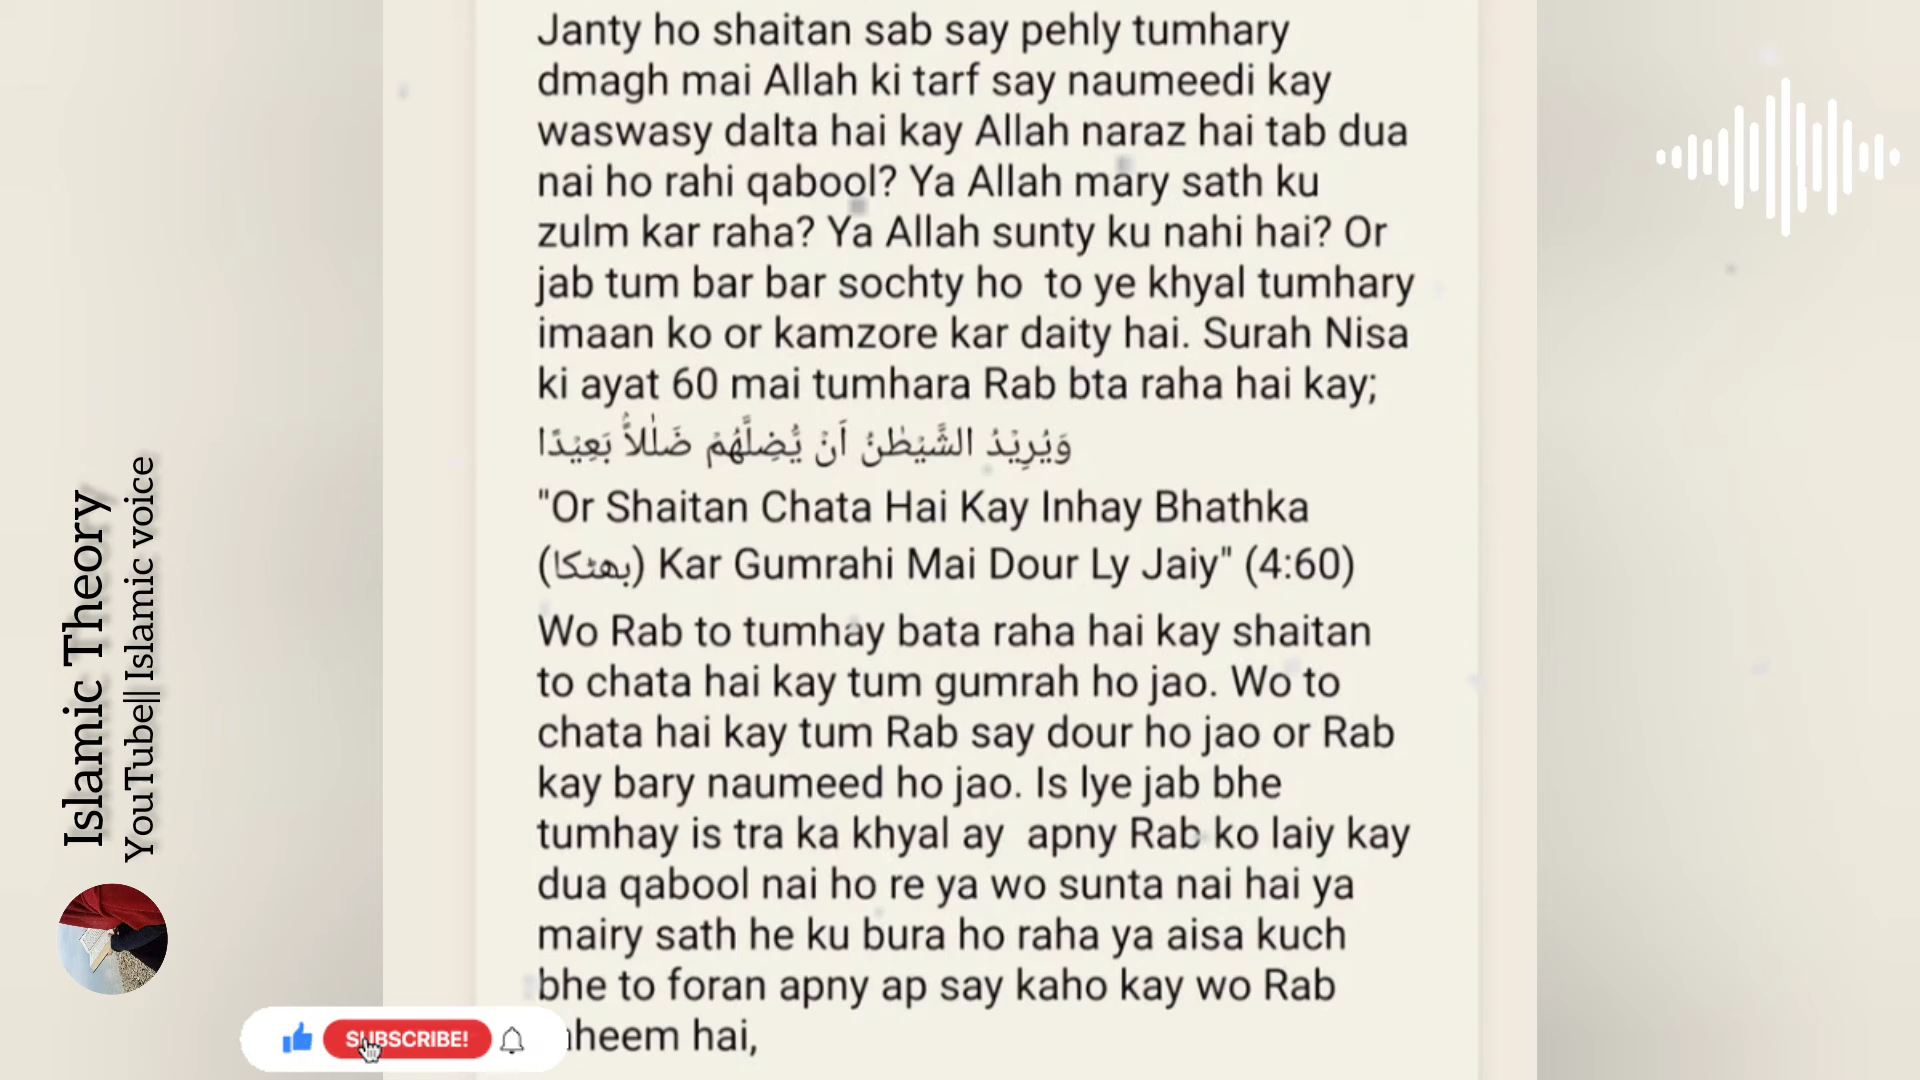 Janty ho shaitan sab say pehly tumhary
dmagh mai Allah ki tarf say naumeedi kay
waswasy dalta hai kay Allah naraz hai tab dua
nai ho rahi qabool? Ya Allah mary sath ku
zulm kar raha? Ya Allah sunty ku nahi hai? Or
jab tum bar bar sochty ho to ye khyal tumhary
imaan ko or kamzore kar daity hai. Surah Nisa
ki ayat 60 mai tumhara Rab bta raha hai kay;
وَيُرِيْدُ الشَّيْطٰنُ اَنْ يُّضِلَّهُمْ ضَلٰلاًۢ بَعِيْدًا
"Or Shaitan Chata Hai Kay Inhay Bhathka
(بھٹکا) Kar Gumrahi Mai Dour Ly Jaiy" (4:60)
Wo Rab to tumhay bata raha hai kay shaitan
to chata hai kay tum gumrah ho jao. Wo to
chata hai kay tum Rab say dour ho jao or Rab
kay bary naumeed ho jao. Is lye jab bhe
tumhay is tra ka khyal ay apny Rab ko laiy kay
dua qabool nai ho re ya wo sunta nai hai ya
mairy sath he ku bura ho raha ya aisa kuch
bhe to foran apny ap say kaho kay wo Rab
hai,
Islamic Theory
YouTube|| Islamic voice
SUBSCRIBE!